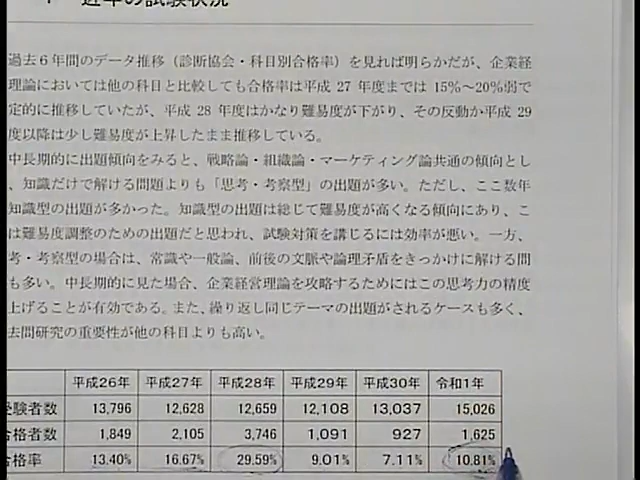 近年の試験状況
過去6年間のデータ推移（診断協会・科目別合格率）を見れば明らかだが、企業経
理論においては他の科目と比較しても合格率は平成 27 年度までは 15%～20%弱で
定的に推移していたが、平成 28 年度はかなり難易度が下がり、その反動か平成 29
度以降は少し難易度が上昇したまま推移している。
中長期的に出題傾向をみると、戦略論・組織論・マーケティング論共通の傾向とし
、知識だけで解ける問題よりも「思考・考察型」の出題が多い。ただし、ここ数年
知識型の出題が多かった。知識型の出題は総じて難易度が高くなる傾向にあり、こ
は難易度調整のための出題だと思われ、試験対策を講じるには効率が悪い。一方、
考・考察型の場合は、常識や一般論、前後の文脈や論理矛盾をきっかけに解ける問
も多い。中長期的に見た場合、企業経営理論を攻略するためにはこの思考力の精度
上げることが有効である。また、繰り返し同じテーマの出題がされるケースも多く、
去問研究の重要性が他の科目よりも高い。
平成26年 平成27年 平成28年 平成29年 平成30年 令和1年
受験者数 13,796 12,628 12,659 12,108 13,037 15,026
合格者数 1,849 2,105 3,746 1,091 927 1,625
合格率 13.40% 16.67% 29.59% 9.01% 7.11% 10.81%